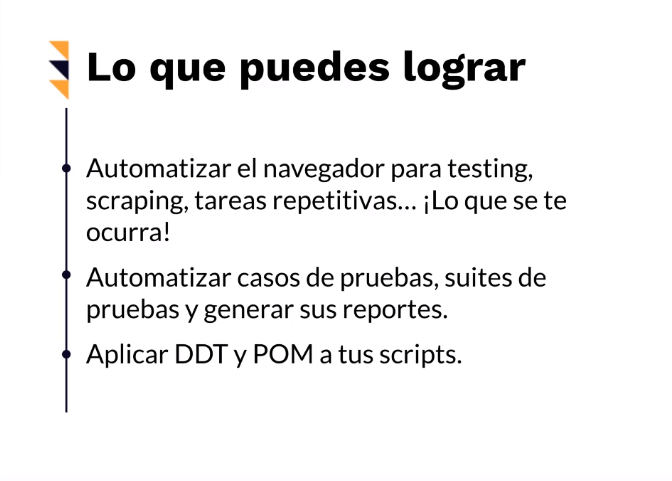 Lo que puedes lograr
Automatizar el navegador para testing,
scraping, tareas repetitivas... ¡Lo que se te
ocurra!
Automatizar casos de pruebas, suites de
pruebas y generar sus reportes.
Aplicar DDT y POM a tus scripts.